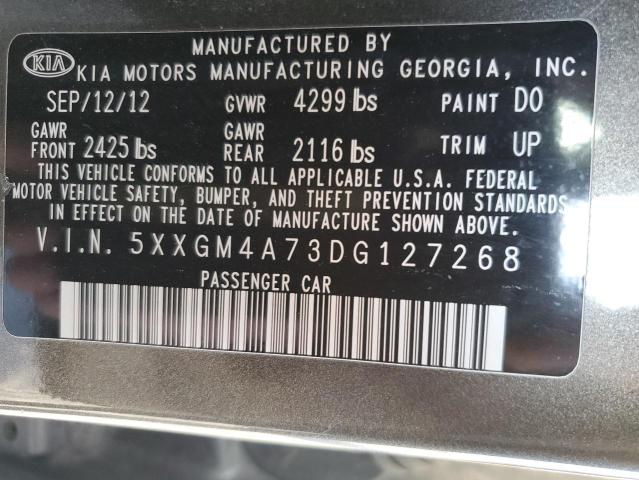 MANUFACTURED BY
KIA KIA MOTORS MANUFACTURING GEORGIA, INC.
SEP/12/12 GVWR 4299 lbs PAINT DO
GAWR FRONT 2425 lbs GAWR REAR 2116 lbs TRIM UP
THIS VEHICLE CONFORMS TO ALL APPLICABLE U.S.A. FEDERAL
MOTOR VEHICLE SAFETY, BUMPER, AND THEFT PREVENTION STANDARDS
IN EFFECT ON THE DATE OF MANUFACTURE SHOWN ABOVE.
V.I.N. 5XXGM4A73DG127268
PASSENGER CAR